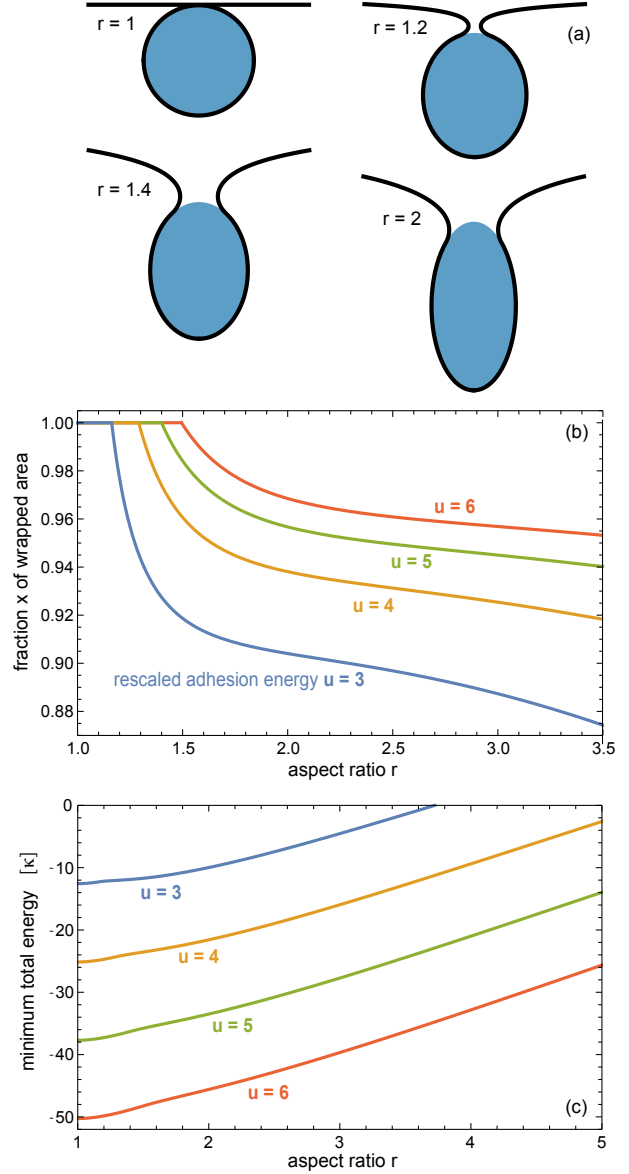 r = 1
r = 1.2
(a)
r = 1.4
r = 2
1.00
0.98
0.96
0.94
0.92
0.90
0.88
fraction x of wrapped area
(b)
u = 6
u = 5
u = 4
rescaled adhesion energy u = 3
1.0 1.5 2.0 2.5 3.0 3.5
aspect ratio r
0
-10
-20
-30
-40
-50
minimum total energy [κ]
u = 3
u = 4
u = 5
u = 6
(c)
1 2 3 4 5
aspect ratio r